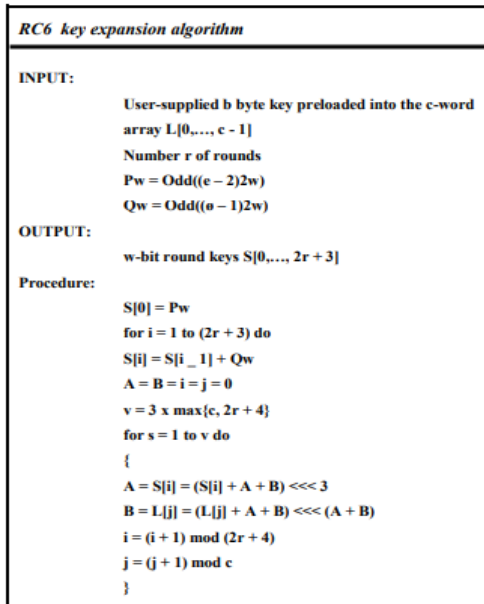 RC6 key expansion algorithm
INPUT:
User-supplied b byte key preloaded into the c-word
array L[0,..., c - 1]
Number r of rounds
Pw = Odd((e – 2)2w)
Qw = Odd((ø – 1)2w)
OUTPUT:
w-bit round keys S[0,..., 2r + 3]
Procedure:
S[0] = Pw
for i = 1 to (2r + 3) do
S[i] = S[i _ 1] + Qw
A = B = i = j = 0
v = 3 x max{c, 2r + 4}
for s = 1 to v do
{
A = S[i] = (S[i] + A + B) <<< 3
B = L[j] = (L[j] + A + B) <<< (A + B)
i = (i + 1) mod (2r + 4)
j = (j + 1) mod c
}